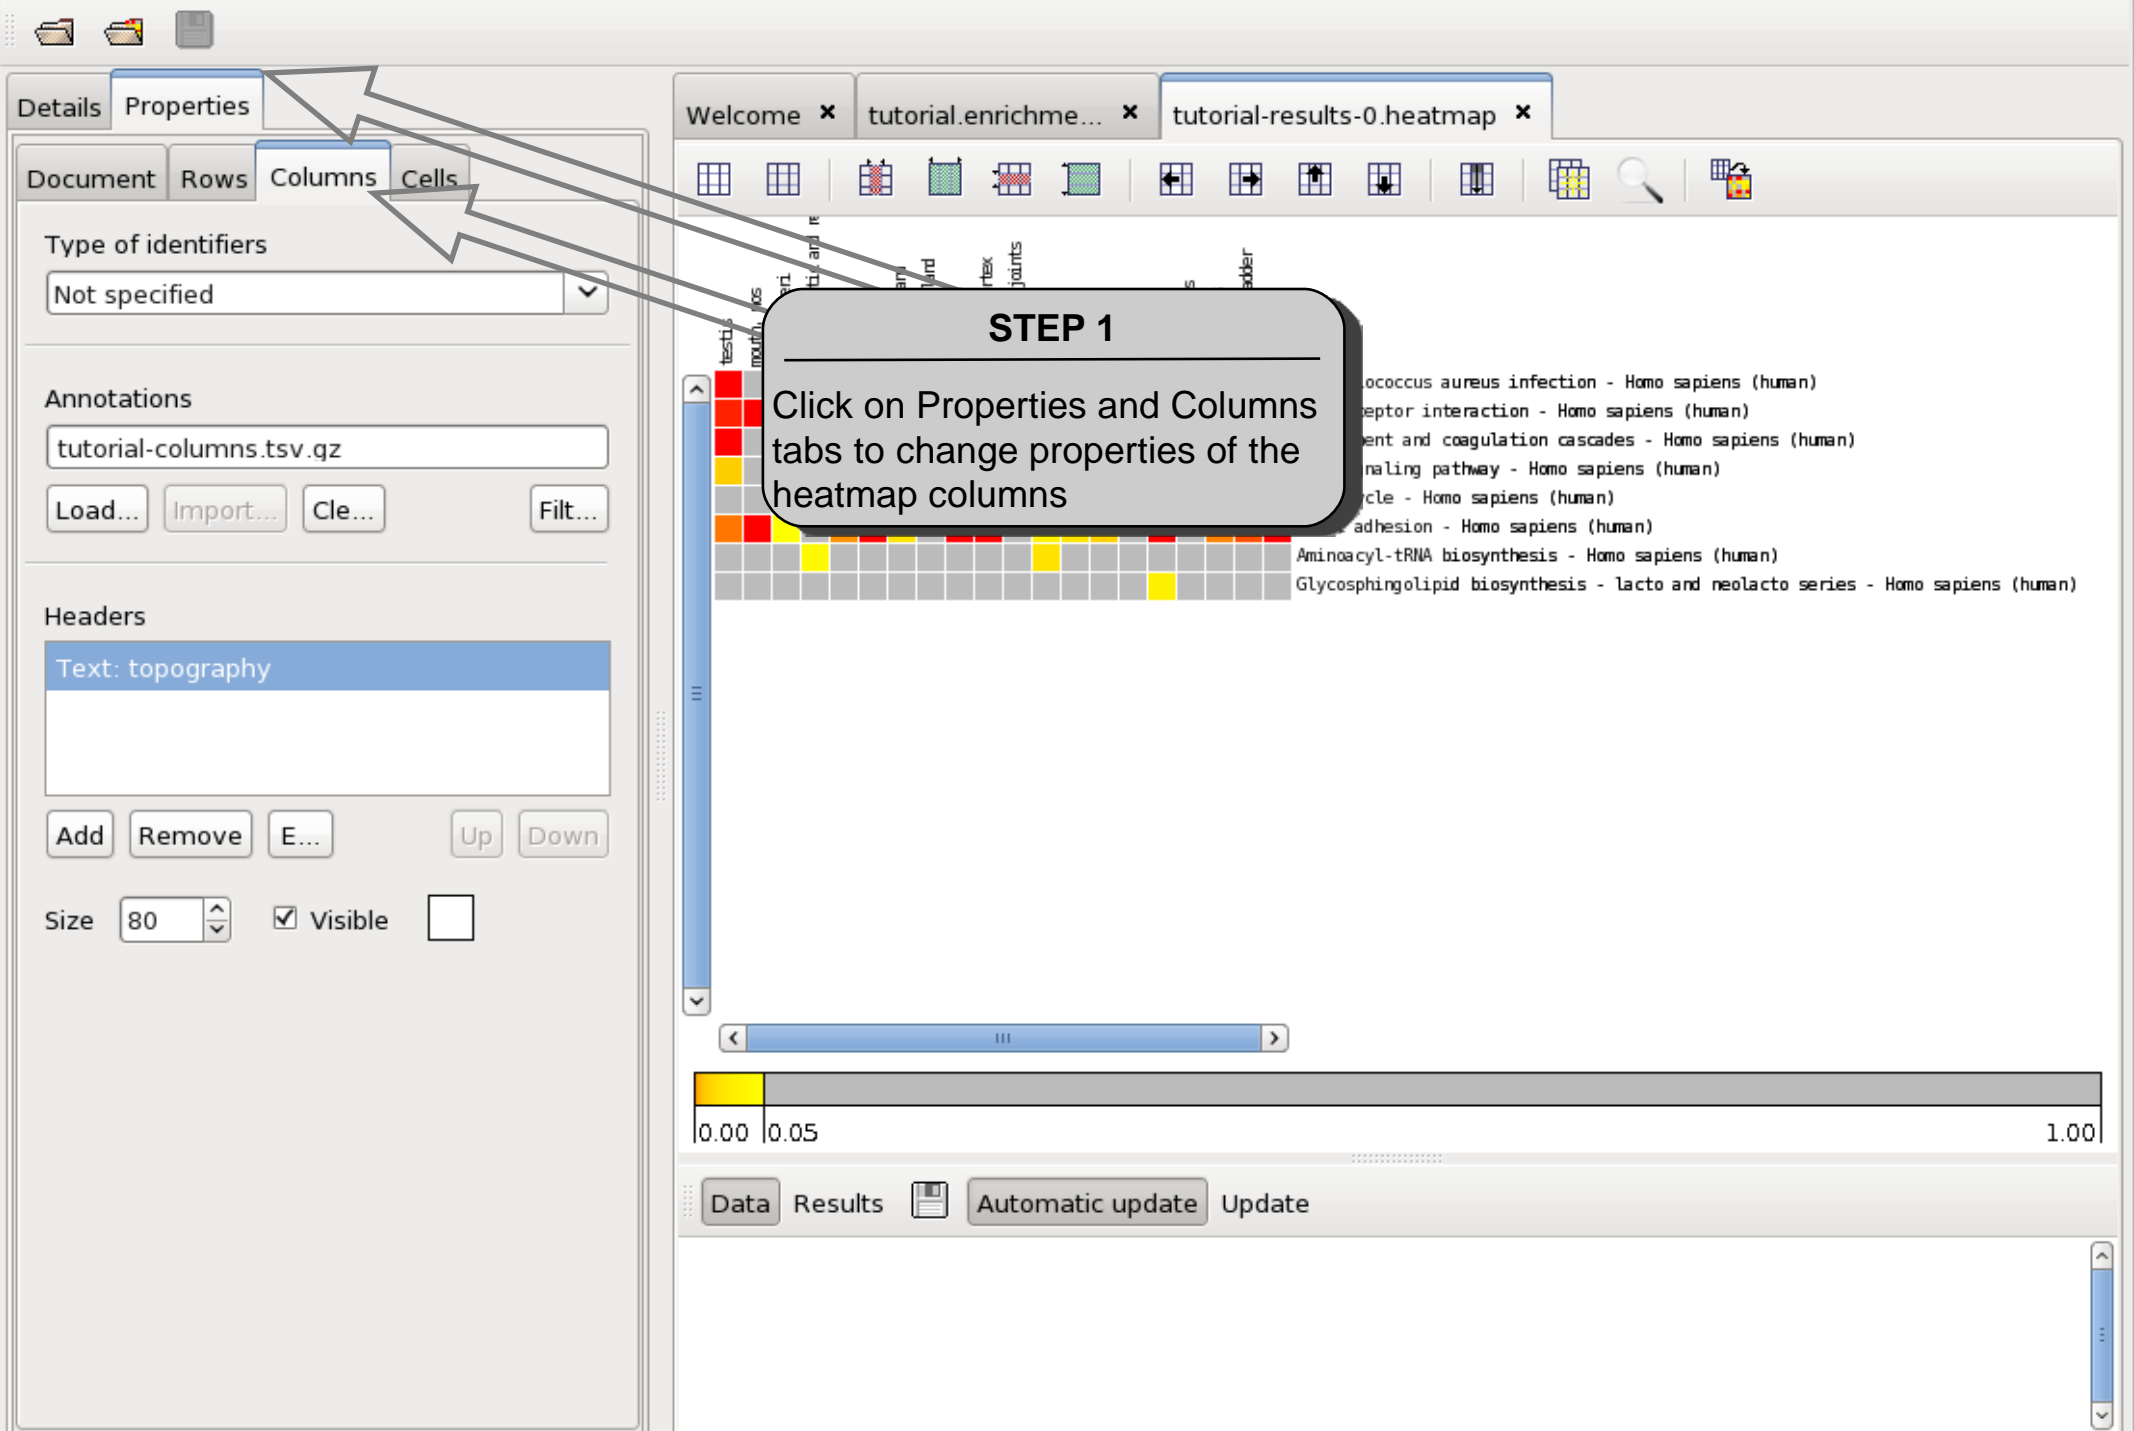 Details
Properties
Welcome
tutorial.enrichme...
tutorial-results-0.heatmap
Document
Rows
Columns
Cells
Type of identifiers
Not specified
Annotations
tutorial-columns.tsv.gz
Load...
Import...
Cle...
Filt...
Headers
Text: topography
Add
Remove
E...
Up
Down
Size
80
Visible
testis
joints
STEP 1
Click on Properties and Columns
tabs to change properties of the
heatmap columns
aureus infection - Homo sapiens (human)
interaction - Homo sapiens (human)
and coagulation cascades - Homo sapiens (human)
pathway - Homo sapiens (human)
- Homo sapiens (human)
adhesion - Homo sapiens (human)
Aminoacyl-tRNA biosynthesis - Homo sapiens (human)
Glycosphingolipid biosynthesis - lacto and neolacto series - Homo sapiens (human)
0.00
0.05
1.00
Data
Results
Automatic update
Update